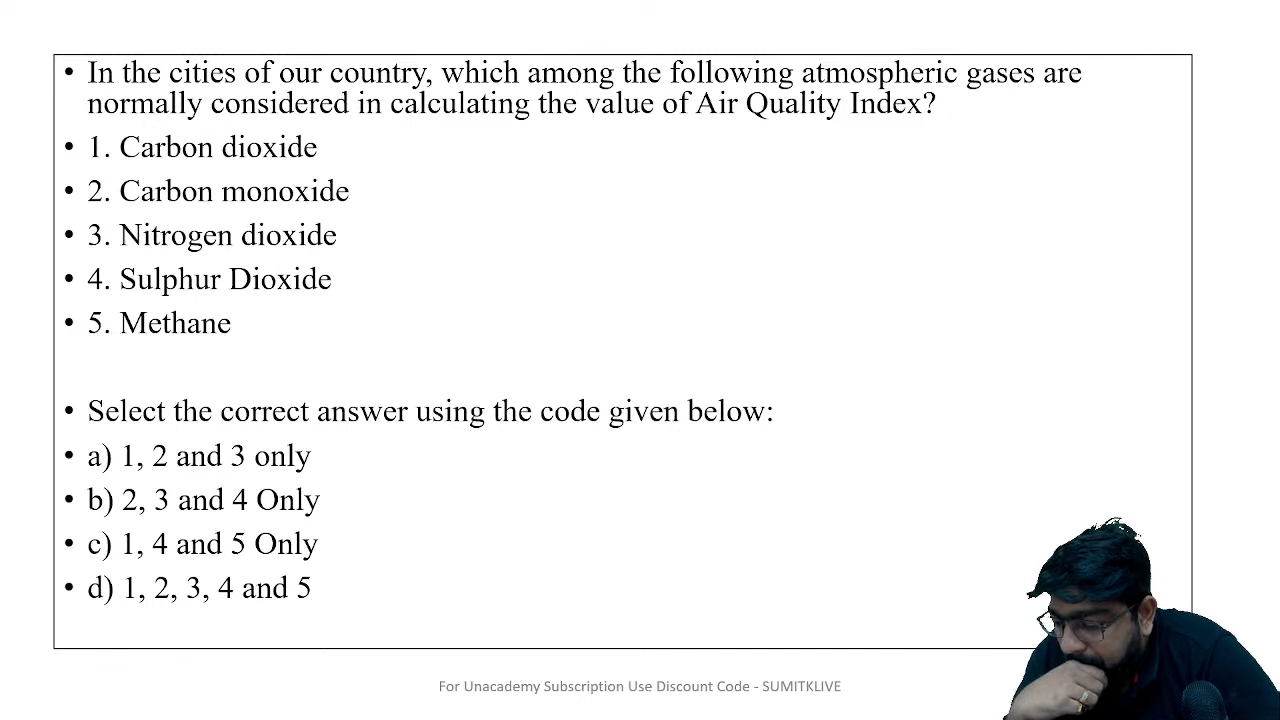 • In the cities of our country, which among the following atmospheric gases are
normally considered in calculating the value of Air Quality Index?
• 1. Carbon dioxide
• 2. Carbon monoxide
• 3. Nitrogen dioxide
• 4. Sulphur Dioxide
• 5. Methane
• Select the correct answer using the code given below:
• a) 1, 2 and 3 only
• b) 2, 3 and 4 Only
• c) 1, 4 and 5 Only
• d) 1, 2, 3, 4 and 5
For Unacademy Subscription Use Discount Code - SUMITKLIVE